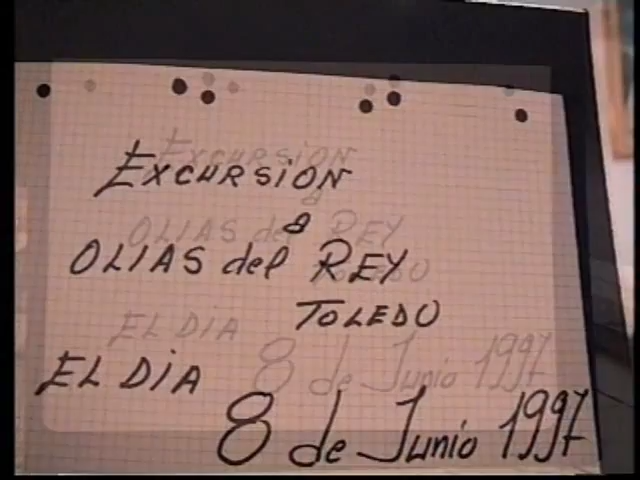 EXCURSION
a
OLIAS del REY
TOLEDO
EL DIA
8 de Junio 1997